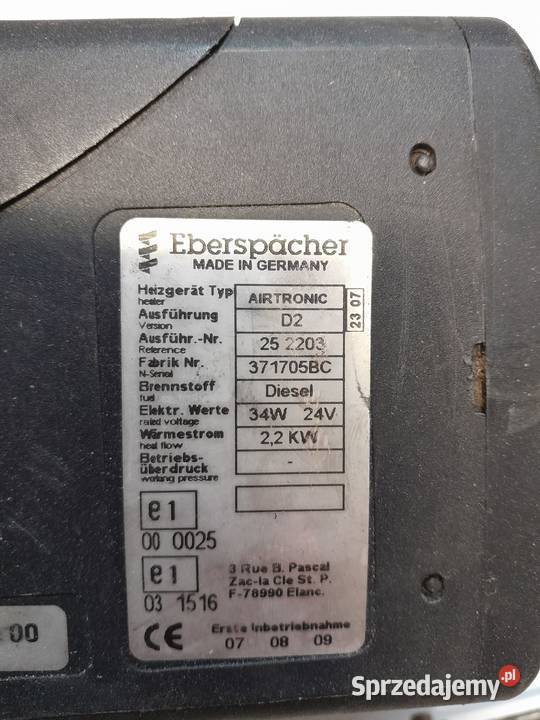 Eberspächer
MADE IN GERMANY
Heizgerät Typ AIRTRONIC
heater
Ausführung D2
Version
Ausführ.-Nr. 25 2203
Reference
Fabrik Nr. 371705BC
N-Serial
Brennstoff Diesel
fuel
Elektr. Werte 34W 24V
rated voltage
Wärmestrom 2,2 KW
heat flow
Betriebs- -
überdruck
working pressure
23 07
e1
00 0025
e1
03 1516
3 Rue B. Pascal
Zac-la Cle St. P.
F-78990 Elanc.
CE Erste Inbetriebnahme
07 08 09
00
Sprzedajemy.pl